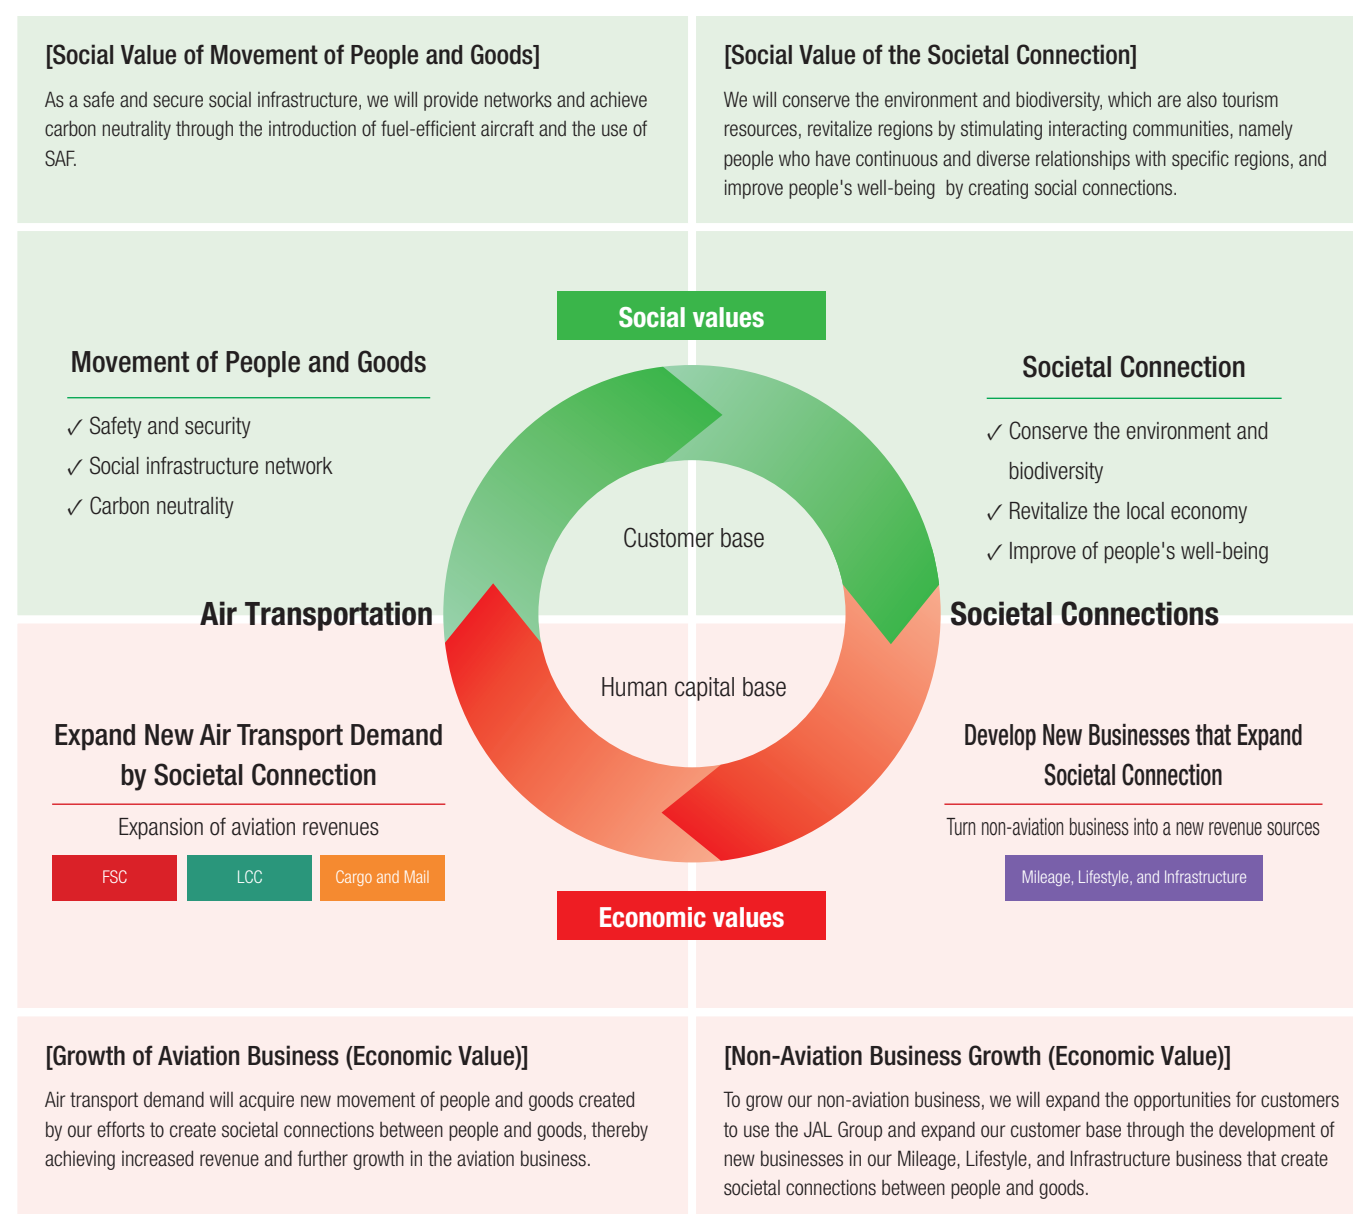 [Social Value of Movement of People and Goods]
As a safe and secure social infrastructure, we will provide networks and achieve
carbon neutrality through the introduction of fuel-efficient aircraft and the use of
SAF.
[Social Value of the Societal Connection]
We will conserve the environment and biodiversity, which are also tourism
resources, revitalize regions by stimulating interacting communities, namely
people who have continuous and diverse relationships with specific regions, and
improve people's well-being  by creating social connections.
Social values
Movement of People and Goods
✓ Safety and security
✓ Social infrastructure network
✓ Carbon neutrality
Societal Connection
✓ Conserve the environment and
biodiversity
✓ Revitalize the local economy
✓ Improve of people's well-being
Customer base
Air Transportation
Societal Connections
Human capital base
Expand New Air Transport Demand
by Societal Connection
Expansion of aviation revenues
FSC
LCC
Cargo and Mail
Develop New Businesses that Expand
Societal Connection
Turn non-aviation business into a new revenue sources
Mileage, Lifestyle, and Infrastructure
Economic values
[Growth of Aviation Business (Economic Value)]
Air transport demand will acquire new movement of people and goods created
by our efforts to create societal connections between people and goods, thereby
achieving increased revenue and further growth in the aviation business.
[Non-Aviation Business Growth (Economic Value)]
To grow our non-aviation business, we will expand the opportunities for customers
to use the JAL Group and expand our customer base through the development of
new businesses in our Mileage, Lifestyle, and Infrastructure business that create
societal connections between people and goods.